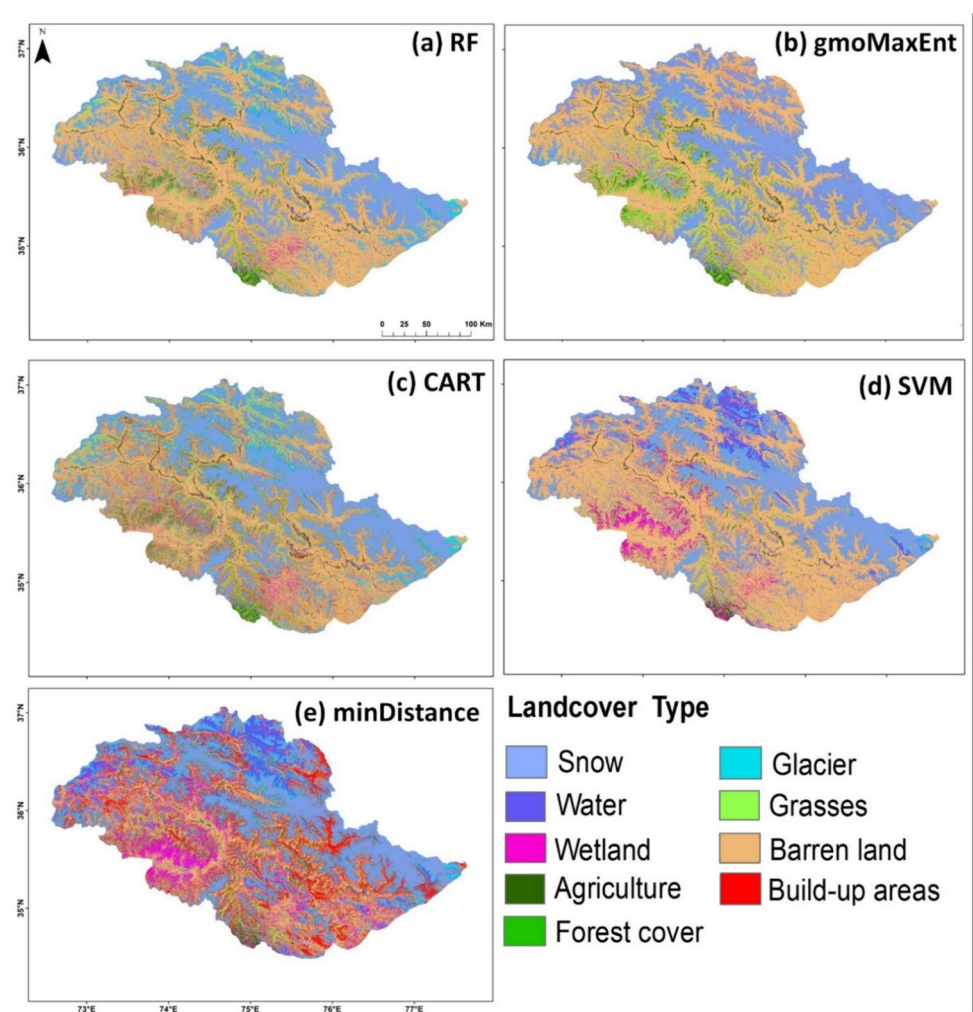 N
(a) RF
(b) gmoMaxEnt
37°N
36°N
35°N
0 25 50 100 Km
(c) CART
(d) SVM
37°N
36°N
35°N
(e) minDistance
37°N
36°N
35°N
73°E 74°E 75°E 76°E 77°E
Landcover Type
Snow
Glacier
Water
Grasses
Wetland
Barren land
Agriculture
Build-up areas
Forest cover